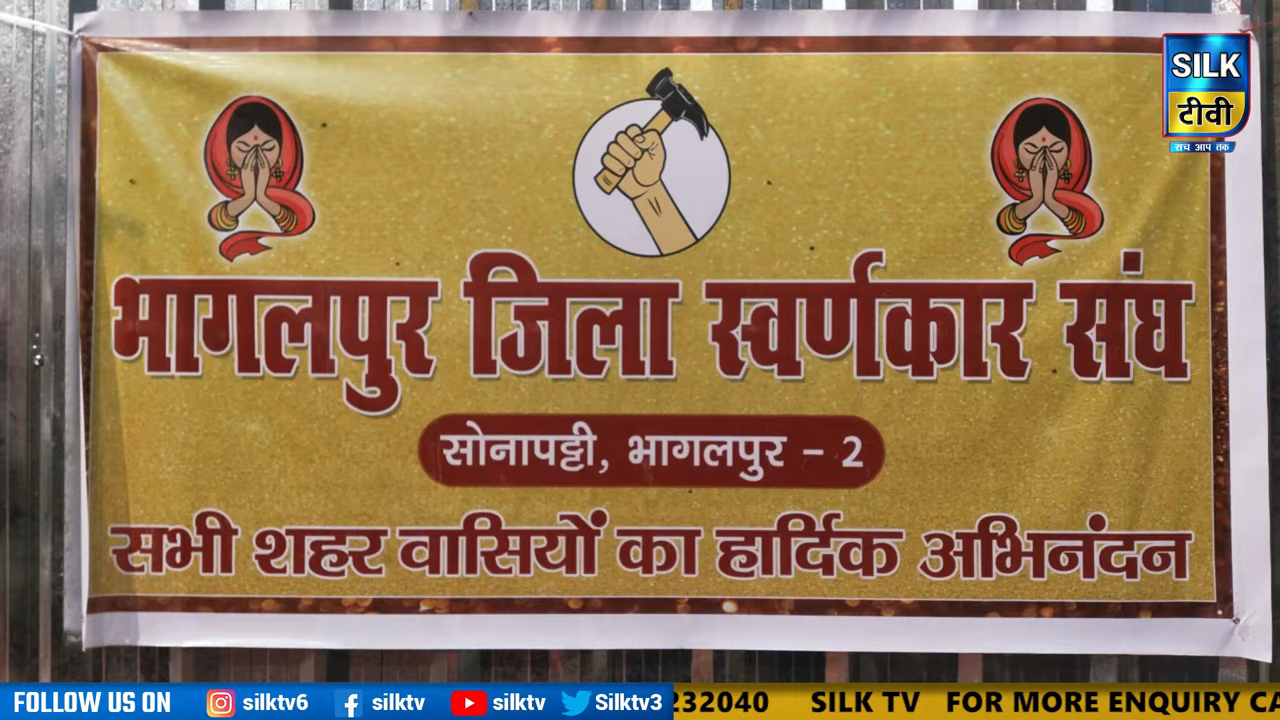 SILK
टीवी
सच आप तक
भागलपुर जिला स्वर्णकार संघ
सोनापट्टी, भागलपुर - 2
सभी शहर वासियों का हार्दिक अभिनंदन
FOLLOW US ON silktv6 silktv silktv Silktv3 232040 SILK TV FOR MORE ENQUIRY CA